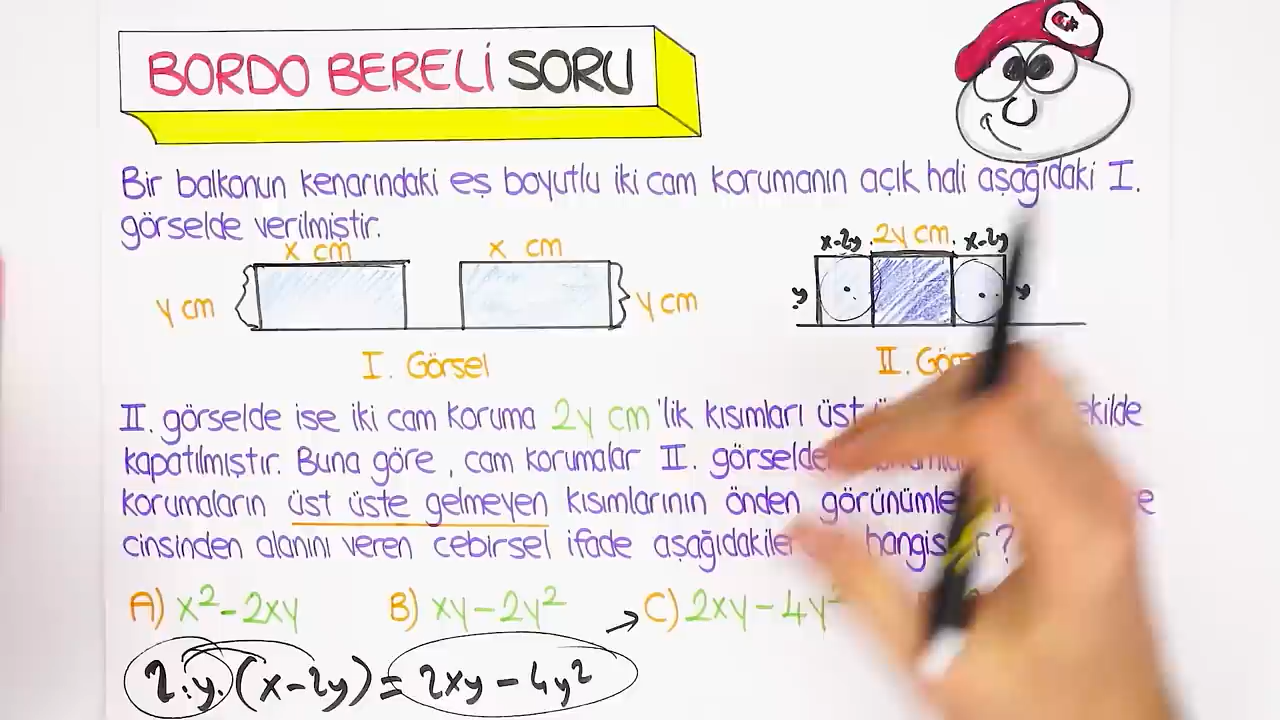 BORDO BERELİ SORU
Bir balkonun kenarındaki eş boyutlu iki cam korumanın açık hali aşağıdaki I.
görselde verilmiştir.
x cm x cm x-2y 2y cm x-2y
y cm y cm y y
I. Görsel II. Gör
II. görselde ise iki cam koruma 2y cm'lik kısımları üst
kapatılmıştır. Buna göre, cam korumalar II. görselde
korumaların üst üste gelmeyen kısımlarının önden
cinsinden alanını veren cebirsel ifade aşağıdakiler
A) x²-2xy B) xy-2y² → C) 2xy-4y²
2.y.(x-2y) = 2xy-4y²